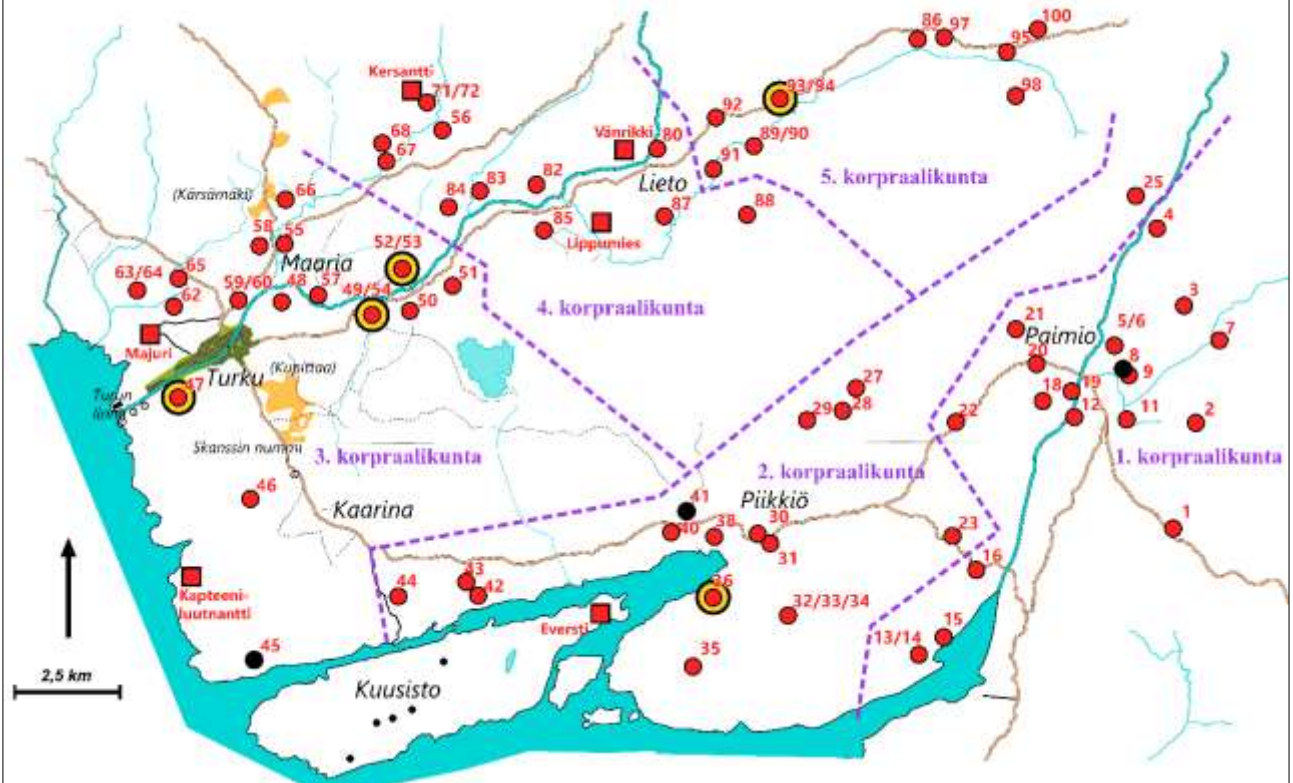 86
97
100
95
Kersantti
71/72
56
93/94
98
92
68
67
Vänrikki
80
89/90
91
82
Lieto
83
84
5. korpraalikunta
25
(Kärsämäki)
66
4
88
87
85
Lippumies
58
55
52/53
Maaria
63/64
65
51
3
59/60
48
57
49/54
50
4. korpraalikunta
62
21
5/6
7
Paimio
Majuri
20
8
9
(Kupittaa)
Turku
27
47
18
19
Turun
linna
29
28
22
12
11
2
Skanssin nummi
3. korpraalikunta
2. korpraalikunta
1. korpraalikunta
46
41
Piikkiö
Kaarina
40
38
30
31
23
1
16
43
44
42
Kapteeni-
luutnantti
36
Eversti
32/33/34
15
13/14
45
35
2,5 km
Kuusisto